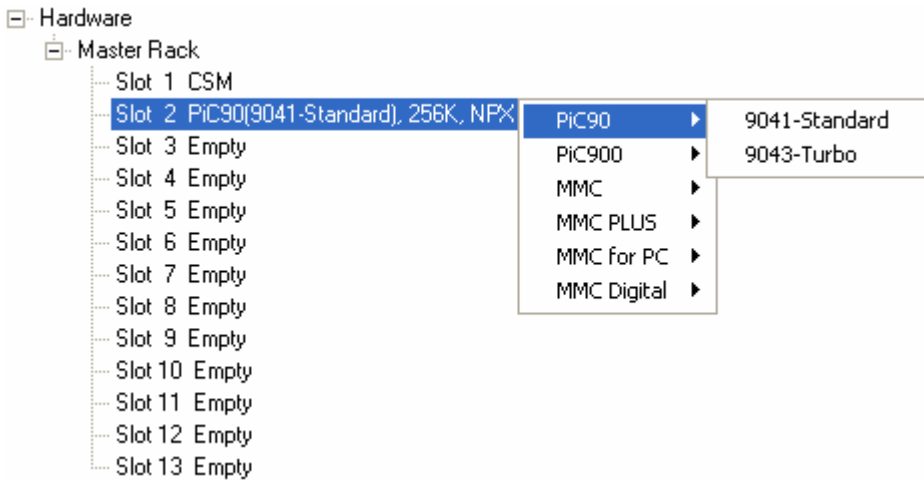 Hardware
Master Rack
Slot 1 CSM
Slot 2 PiC90(9041-Standard), 256K, NPX
Slot 3 Empty
Slot 4 Empty
Slot 5 Empty
Slot 6 Empty
Slot 7 Empty
Slot 8 Empty
Slot 9 Empty
Slot 10 Empty
Slot 11 Empty
Slot 12 Empty
Slot 13 Empty
PiC90
PiC900
MMC
MMC PLUS
MMC for PC
MMC Digital
9041-Standard
9043-Turbo